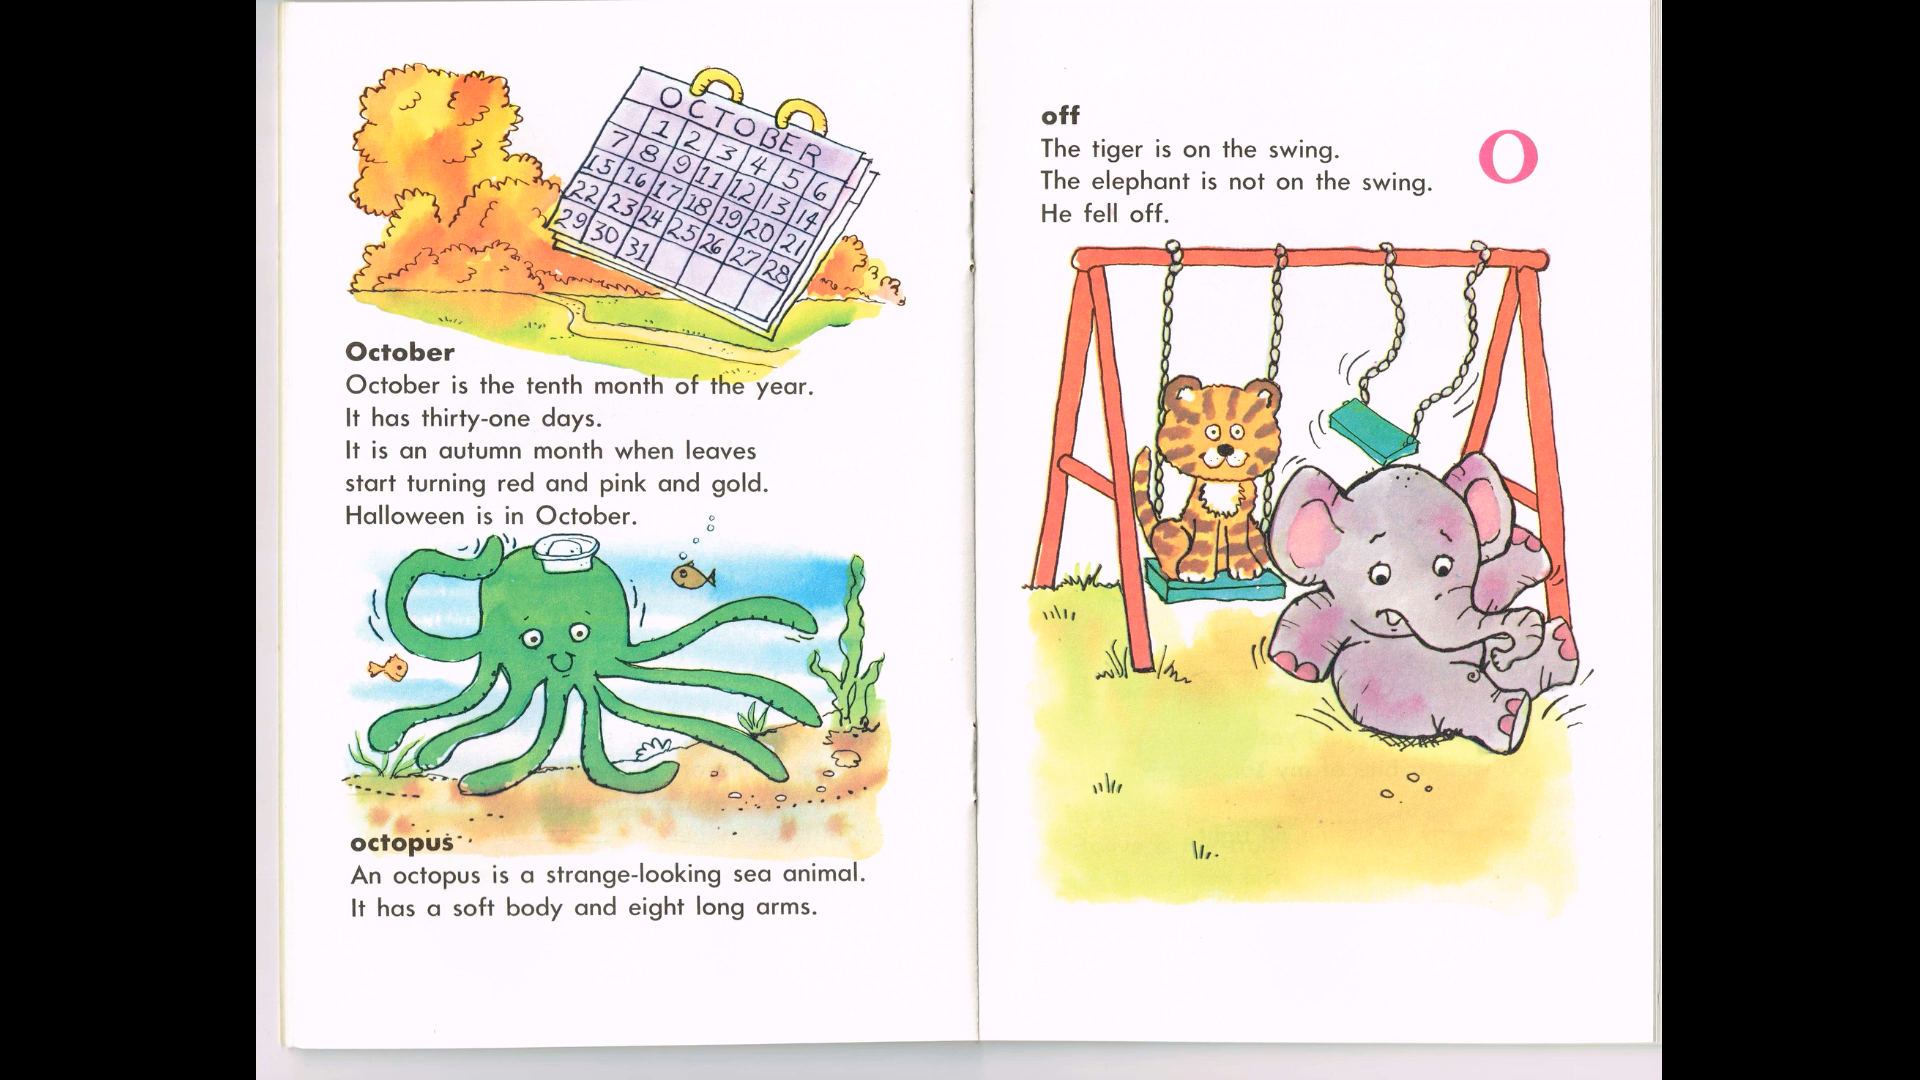 OCTOBER
1 2 3 4 5 6
7 8 9 11 12 13 14
15 16 17 18 19 20 21
22 23 24 25 26 27 28
29 30 31
October
October is the tenth month of the year.
It has thirty-one days.
It is an autumn month when leaves
start turning red and pink and gold.
Halloween is in October.
octopus
An octopus is a strange-looking sea animal.
It has a soft body and eight long arms.
off
The tiger is on the swing.
The elephant is not on the swing.
He fell off.
O